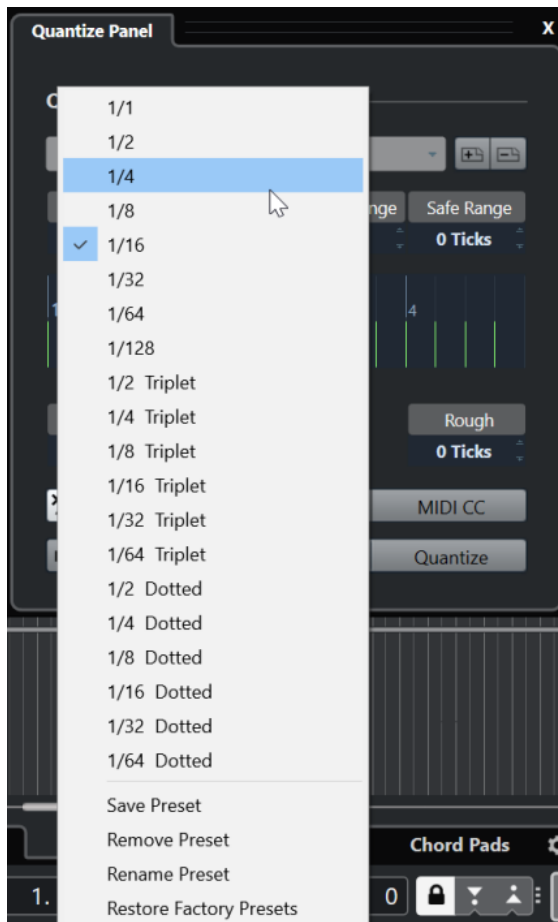 Quantize Panel
X
1/1
1/2
1/4
1/8
1/16
1/32
1/64
1/128
1/2 Triplet
1/4 Triplet
1/8 Triplet
1/16 Triplet
1/32 Triplet
1/64 Triplet
1/2 Dotted
1/4 Dotted
1/8 Dotted
1/16 Dotted
1/32 Dotted
1/64 Dotted
Save Preset
Remove Preset
Rename Preset
Restore Factory Presets
Safe Range
0 Ticks
4
Rough
0 Ticks
MIDI CC
Quantize
Chord Pads
1.
0